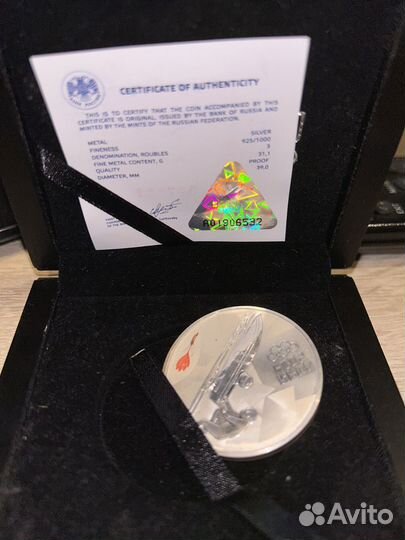 CERTIFICATE OF AUTHENTICITY
THIS IS TO CERTIFY THAT THE COIN ACCOMPANIED BY THIS
CERTIFICATE IS ORIGINAL, ISSUED BY THE BANK OF RUSSIA AND
MINTED BY THE MINTS OF THE RUSSIAN FEDERATION.
METAL SILVER
FINENESS 925/1000
DENOMINATION, ROUBLES 3
FINE METAL CONTENT, G 31,1
QUALITY PROOF
DIAMETER, MM 39,0
A01806532
Avito